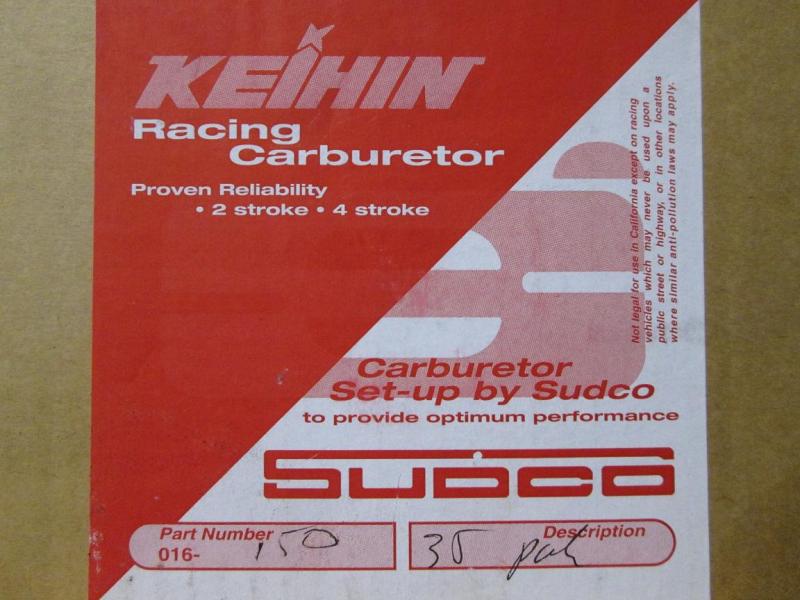 KEIHIN
Racing
Carburetor
Proven Reliability
• 2 stroke • 4 stroke
Not legal for use in California except on racing
vehicles which may never be used upon a
public street or highway, or in other locations
where similar anti-pollution laws may apply.
Carburetor
Set-up by Sudco
to provide optimum performance
SUDCO
Part Number
016- 150
Description
35